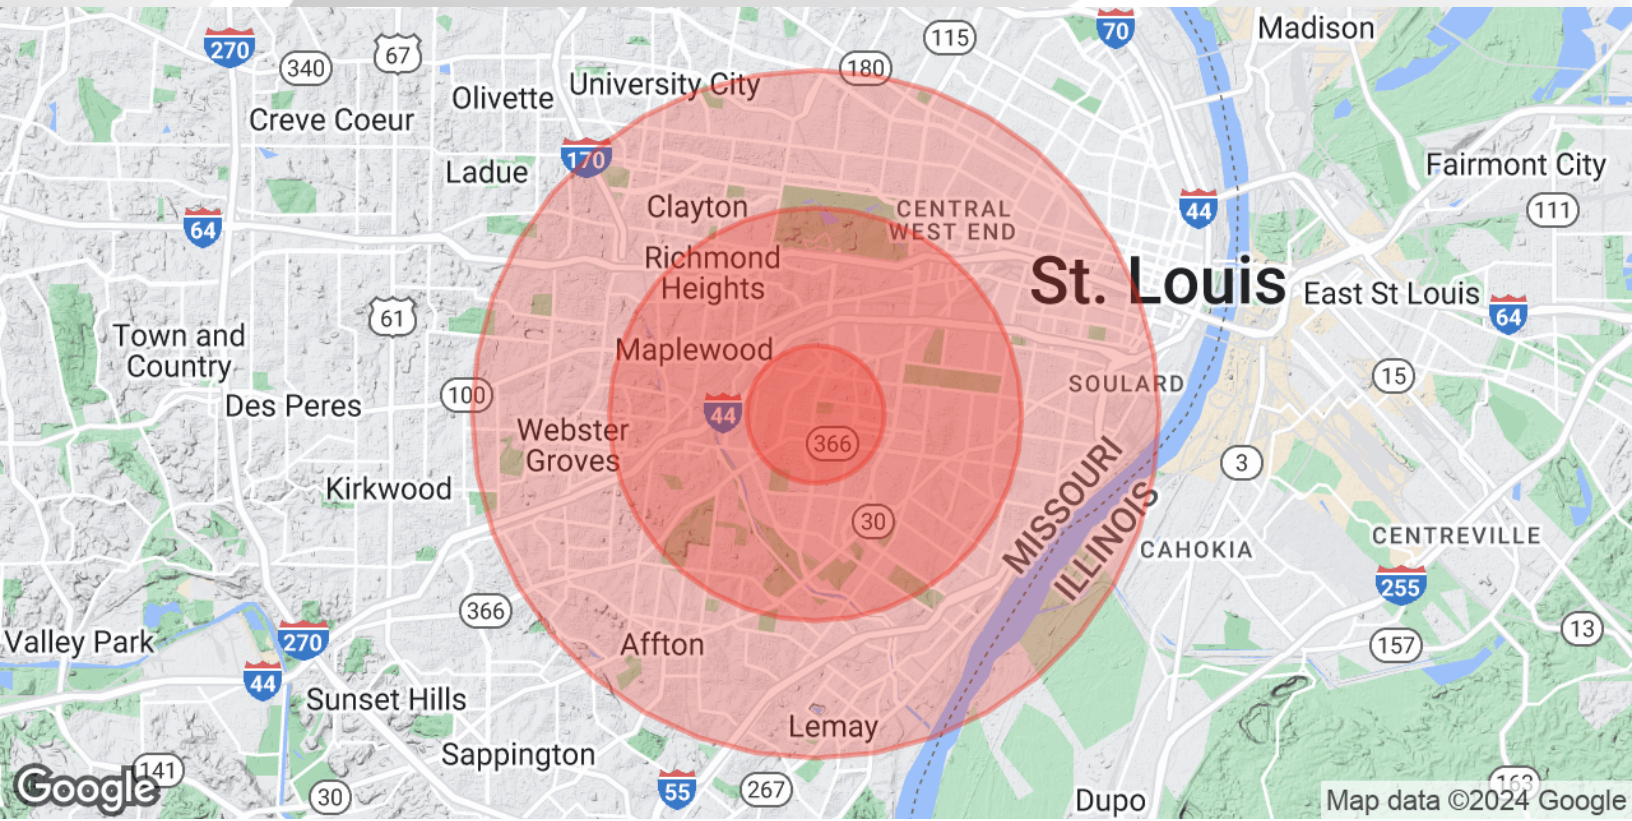 70
Madison
115
270
67
340
180
University City
Olivette
Creve Coeur
170
Ladue
Fairmont City
Clayton
CENTRAL
WEST END
44
111
64
Richmond
Heights
St. Louis
East St Louis
61
64
Town and
Country
Maplewood
15
SOULARD
100
Des Peres
44
Webster
Groves
366
3
Kirkwood
MISSOURI
ILLINOIS
30
CAHOKIA
CENTREVILLE
255
366
13
Valley Park
270
Affton
157
44
Sunset Hills
Lemay
Sappington
141
Google
30
55
267
Dupo
163
Map data ©2024 Google